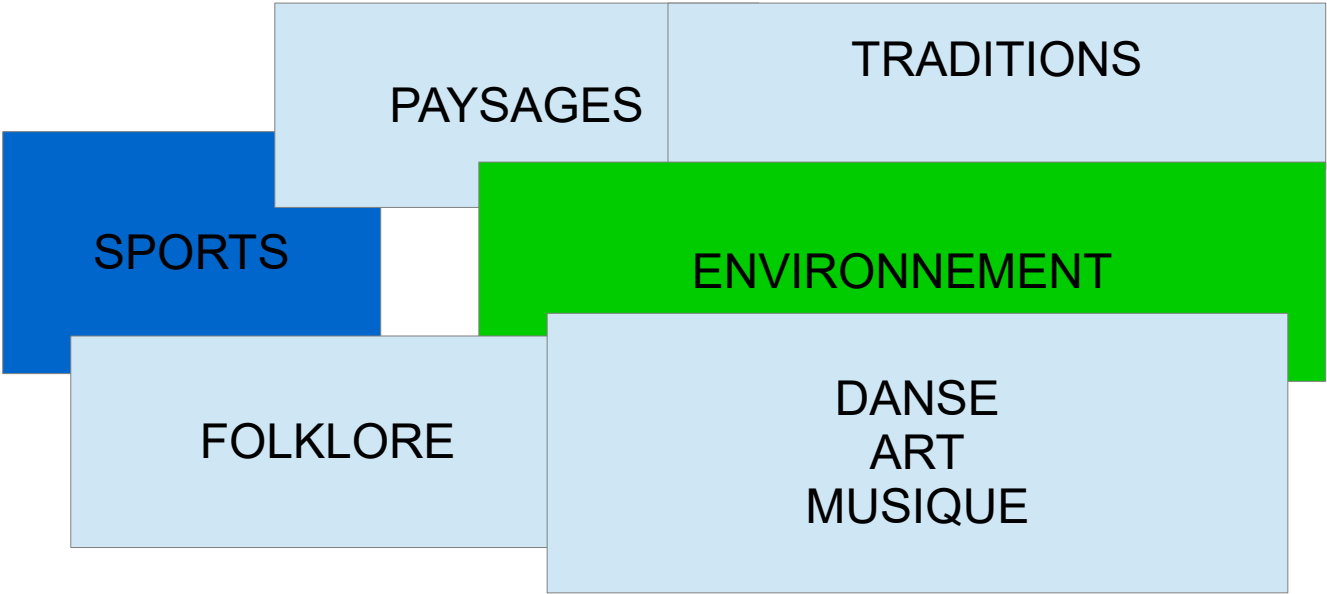 TRADITIONS
PAYSAGES
SPORTS
ENVIRONNEMENT
FOLKLORE
DANSE
ART
MUSIQUE